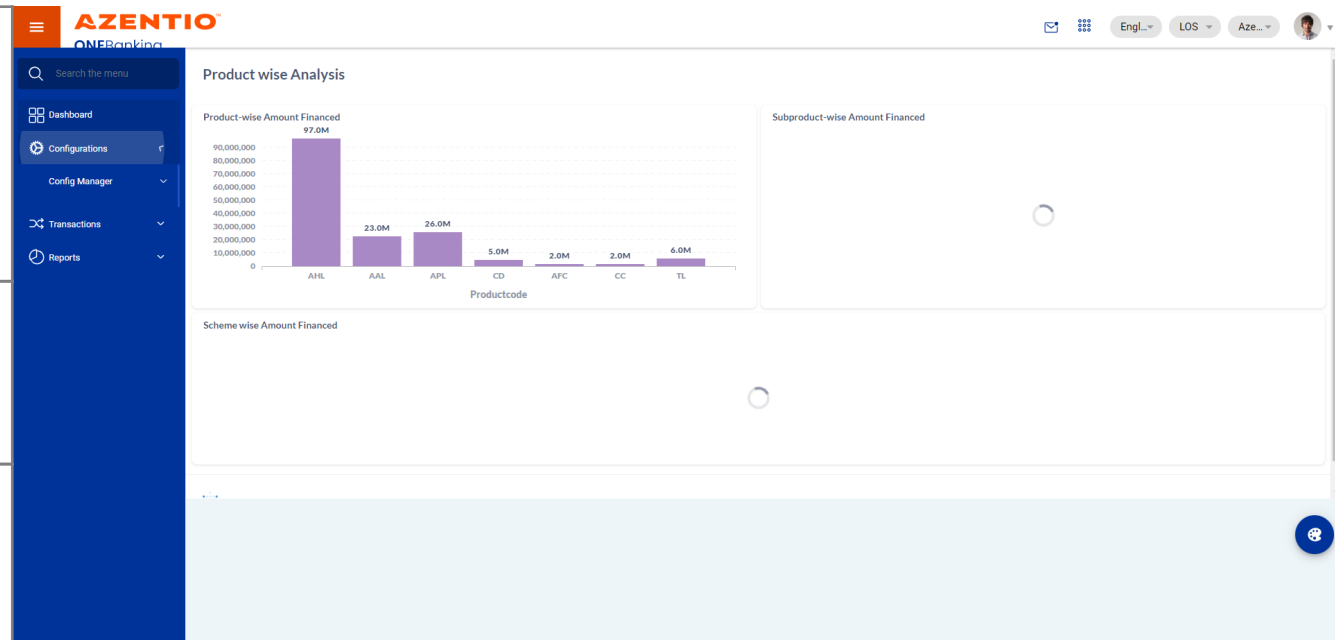 AZENTIO™
ONEBanking
Engl...
LOS
Aze...
Search the menu
Dashboard
Configurations
Config Manager
Transactions
Reports
Product wise Analysis
Product-wise Amount Financed
97.0M
90,000,000
80,000,000
70,000,000
60,000,000
50,000,000
40,000,000
30,000,000
20,000,000
10,000,000
0
23.0M
26.0M
5.0M
2.0M
2.0M
6.0M
AHL AAL APL CD AFC CC TL
Productcode
Subproduct-wise Amount Financed
Scheme wise Amount Financed